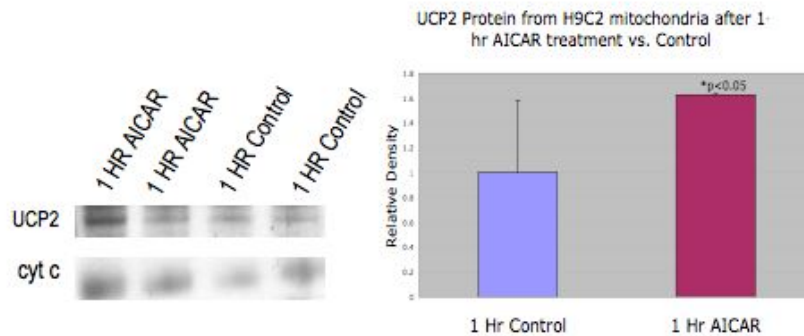 1 HR AICAR
1 HR AICAR
1 HR Control
1 HR Control
UCP2
cyt c
UCP2 Protein from H9C2 mitochondria after 1-
hr AICAR treatment vs. Control
Relative Density
1.8
1.6
1.4
1.2
1
0.8
0.6
0.4
0.2
0
*p<0.05
1 Hr Control
1 Hr AICAR